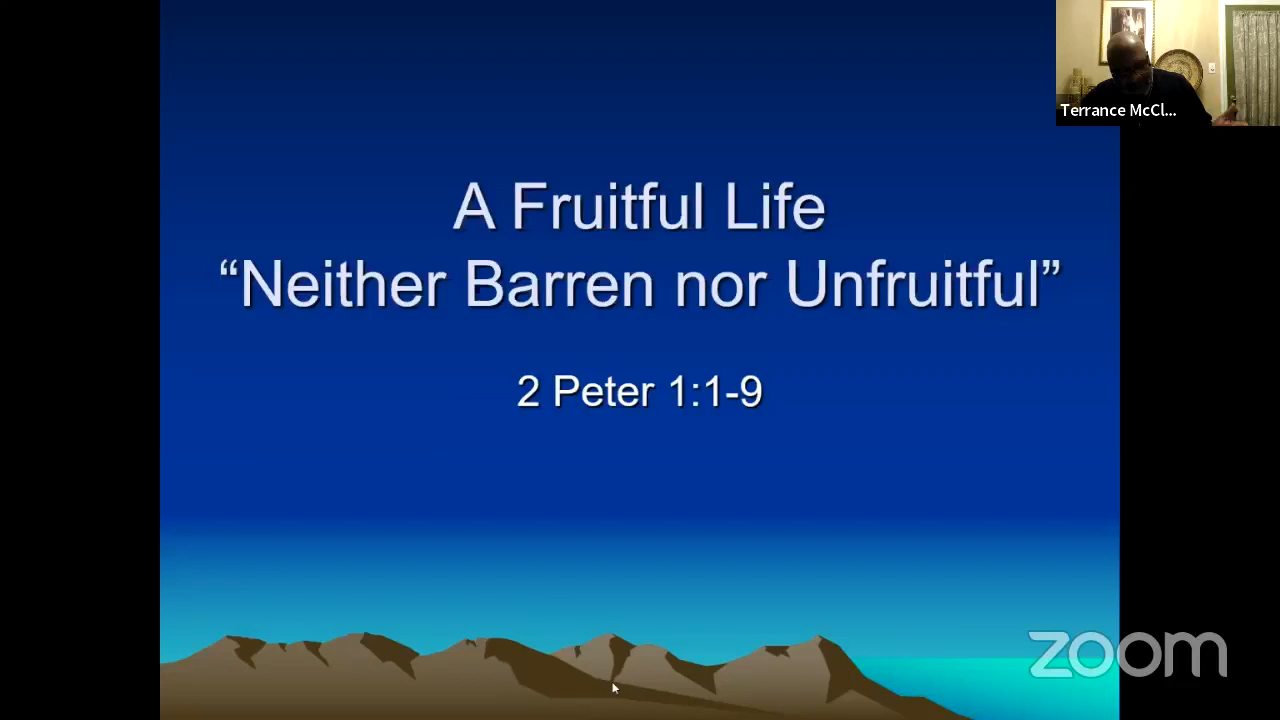 Terrance McCl...
A Fruitful Life
“Neither Barren nor Unfruitful”
2 Peter 1:1-9
zoom